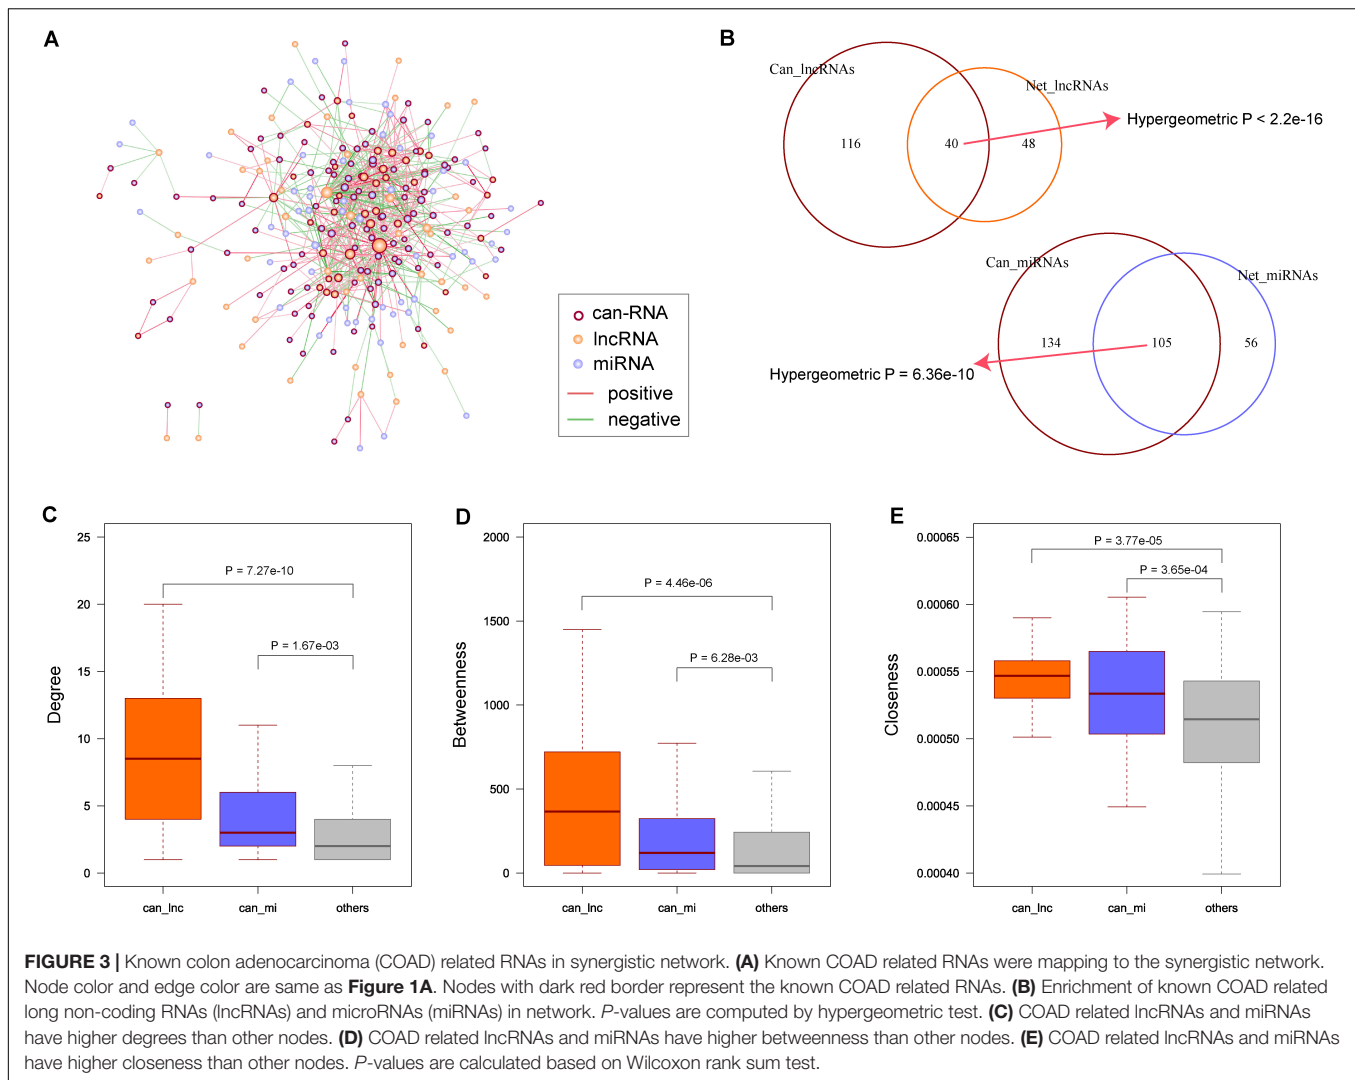 A
B
Can_lncRNAs
Net_lncRNAs
116
40
48
Hypergeometric P < 2.2e-16
Can_miRNAs
Net_miRNAs
134
105
56
Hypergeometric P = 6.36e-10
can-RNA
lncRNA
miRNA
positive
negative
C
Degree
25
20
15
10
5
0
P = 7.27e-10
P = 1.67e-03
can_lnc
can_mi
others
D
Betweenness
2000
1500
1000
500
0
P = 4.46e-06
P = 6.28e-03
can_lnc
can_mi
others
E
Closeness
0.00065
0.00060
0.00055
0.00050
0.00045
0.00040
P = 3.77e-05
P = 3.65e-04
can_lnc
can_mi
others
FIGURE 3 | Known colon adenocarcinoma (COAD) related RNAs in synergistic network. (A) Known COAD related RNAs were mapping to the synergistic network.
Node color and edge color are same as Figure 1A. Nodes with dark red border represent the known COAD related RNAs. (B) Enrichment of known COAD related
long non-coding RNAs (lncRNAs) and microRNAs (miRNAs) in network. P-values are computed by hypergeometric test. (C) COAD related lncRNAs and miRNAs
have higher degrees than other nodes. (D) COAD related lncRNAs and miRNAs have higher betweenness than other nodes. (E) COAD related lncRNAs and miRNAs
have higher closeness than other nodes. P-values are calculated based on Wilcoxon rank sum test.